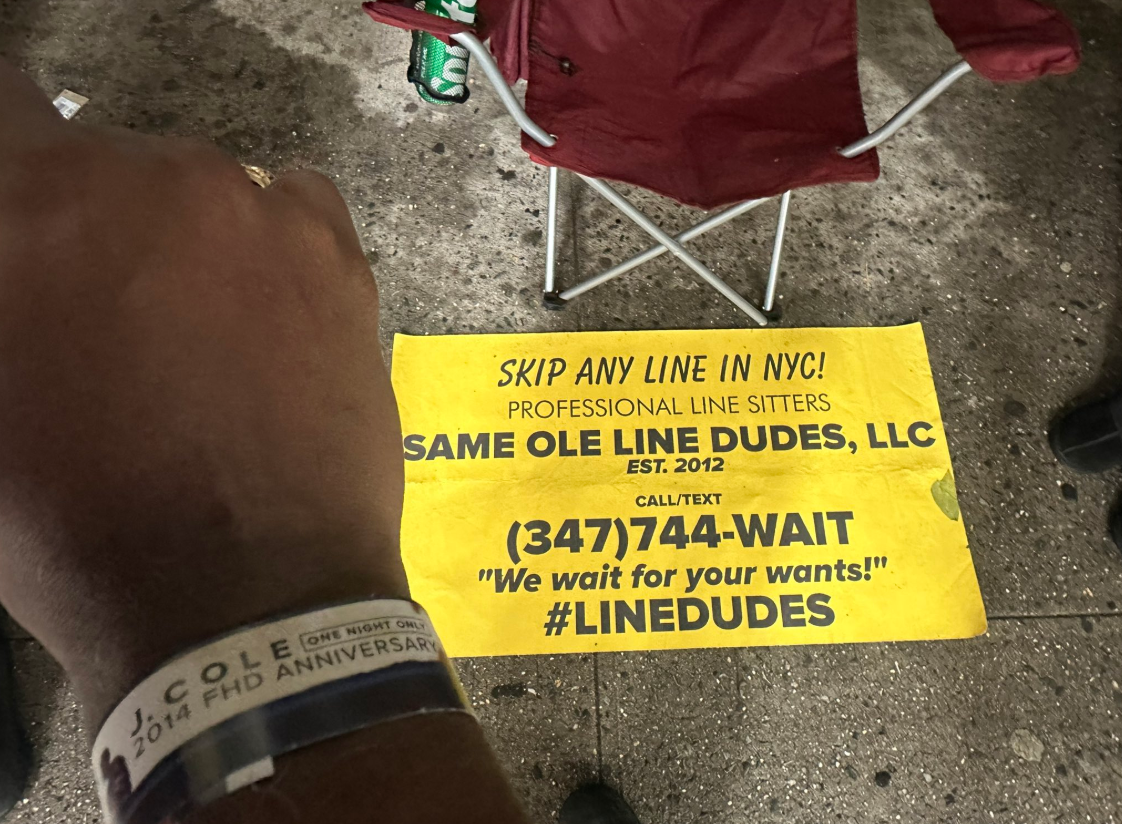 SKIP ANY LINE IN NYC!
PROFESSIONAL LINE SITTERS
SAME OLE LINE DUDES, LLC
EST. 2012
CALL/TEXT
(347)744-WAIT
"We wait for your wants!"
#LINEDUDES
J. COLE ONE NIGHT ONLY
2014 FHD ANNIVERSARY